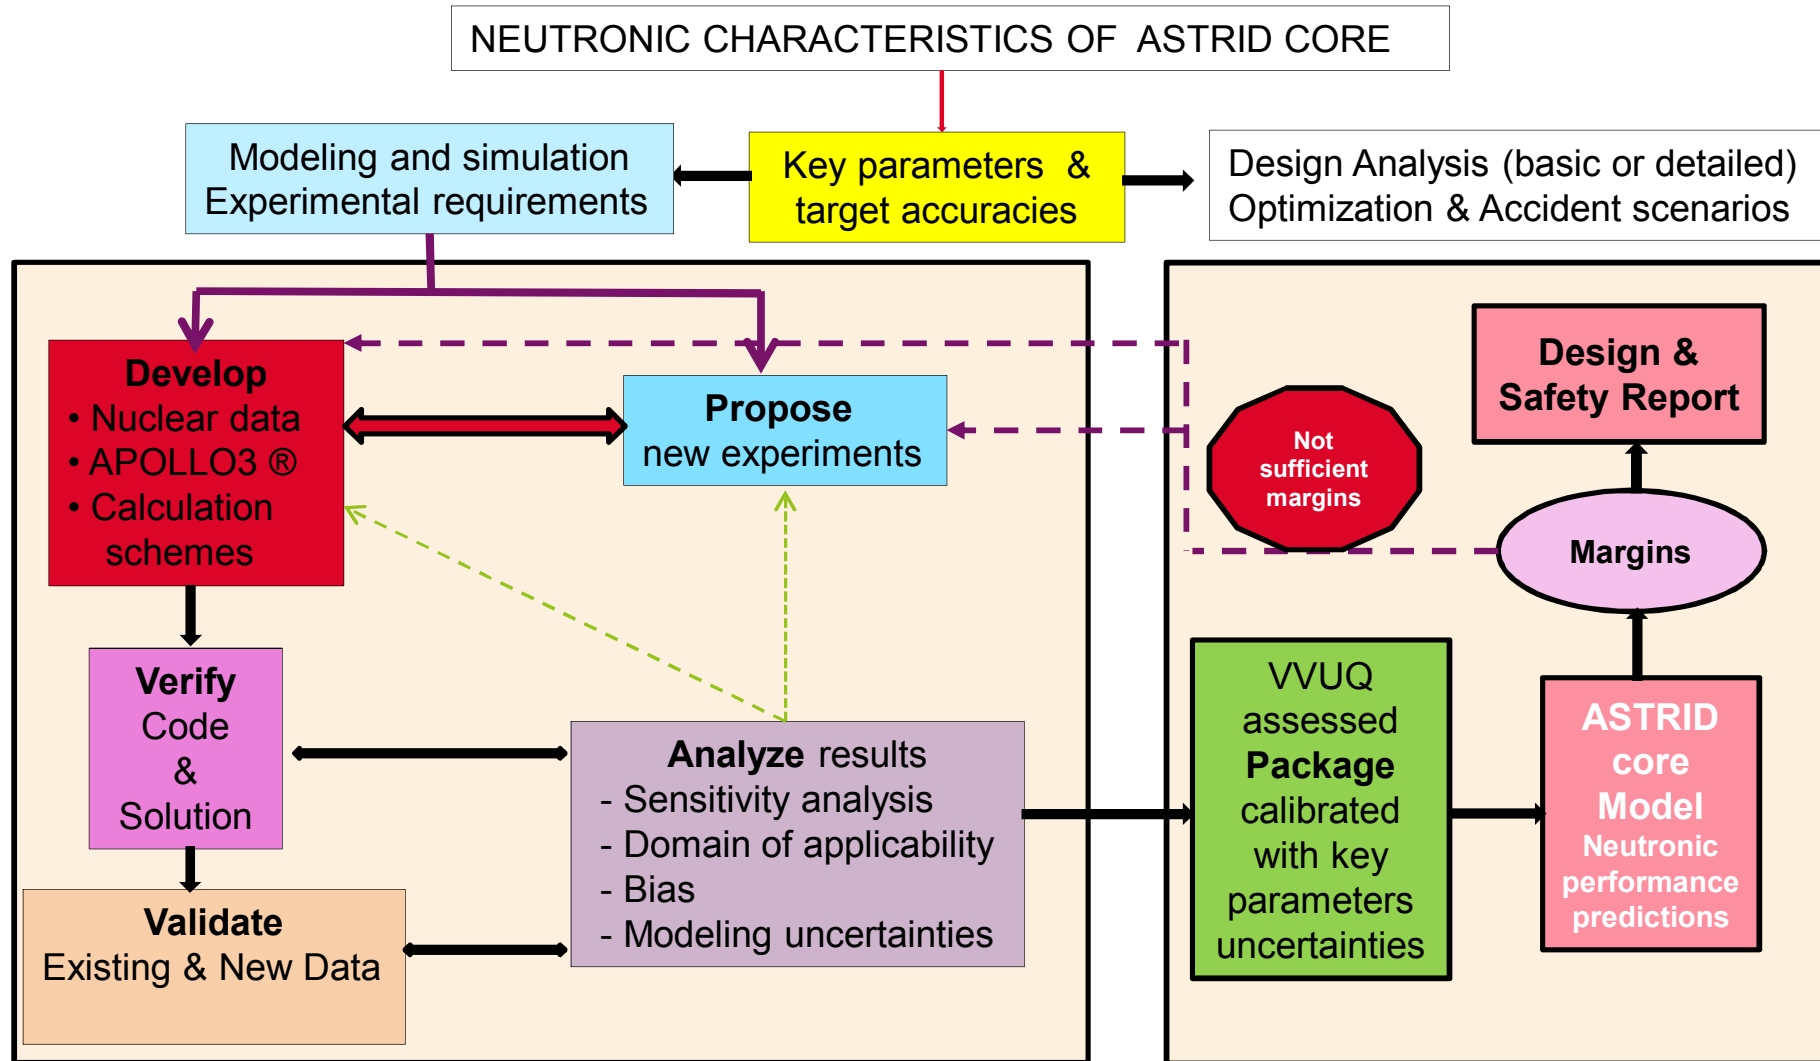 NEUTRONIC CHARACTERISTICS OF ASTRID CORE
Modeling and simulation
Experimental requirements
Key parameters &
target accuracies
Design Analysis (basic or detailed)
Optimization & Accident scenarios
Develop
• Nuclear data
• APOLLO3 ®
• Calculation
schemes
Propose
new experiments
Verify
Code
&
Solution
Validate
Existing & New Data
Analyze results
- Sensitivity analysis
- Domain of applicability
- Bias
- Modeling uncertainties
Not
sufficient
margins
Design &
Safety Report
Margins
VVUQ
assessed
Package
calibrated
with key
parameters
uncertainties
ASTRID
core
Model
Neutronic
performance
predictions